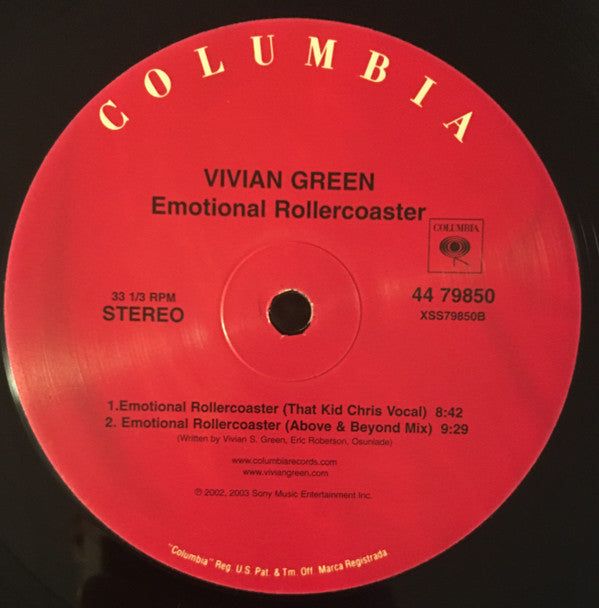 COLUMBIA
VIVIAN GREEN
Emotional Rollercoaster
COLUMBIA
33 1/3 RPM
STEREO
44 79850
XSS79850B
1.Emotional Rollercoaster (That Kid Chris Vocal) 8:42
2. Emotional Rollercoaster (Above & Beyond Mix) 9:29
(Written by Vivian S. Green, Eric Roberson, Osunlade)
www.columbiarecords.com
www.viviangreen.com
℗ 2002, 2003 Sony Music Entertainment Inc.
"Columbia" Reg. U.S. Pat. & Tm. Off. Marca Registrada